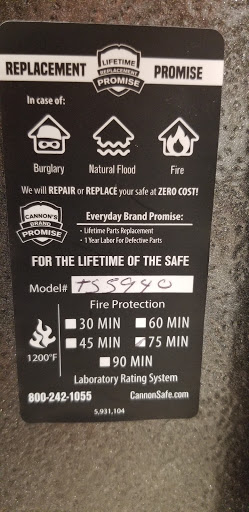 REPLACEMENT LIFETIME REPLACEMENT PROMISE PROMISE
In case of:
Burglary Natural Flood Fire
We will REPAIR or REPLACE your safe at ZERO COST!
CANNON'S BRAND PROMISE
Everyday Brand Promise:
• Lifetime Parts Replacement
• 1 Year Labor For Defective Parts
FOR THE LIFETIME OF THE SAFE
Model# TS5940
Fire Protection
30 MIN 60 MIN
45 MIN 75 MIN
90 MIN
1200°F
Laboratory Rating System
800-242-1055 CannonSafe.com
5,931,104